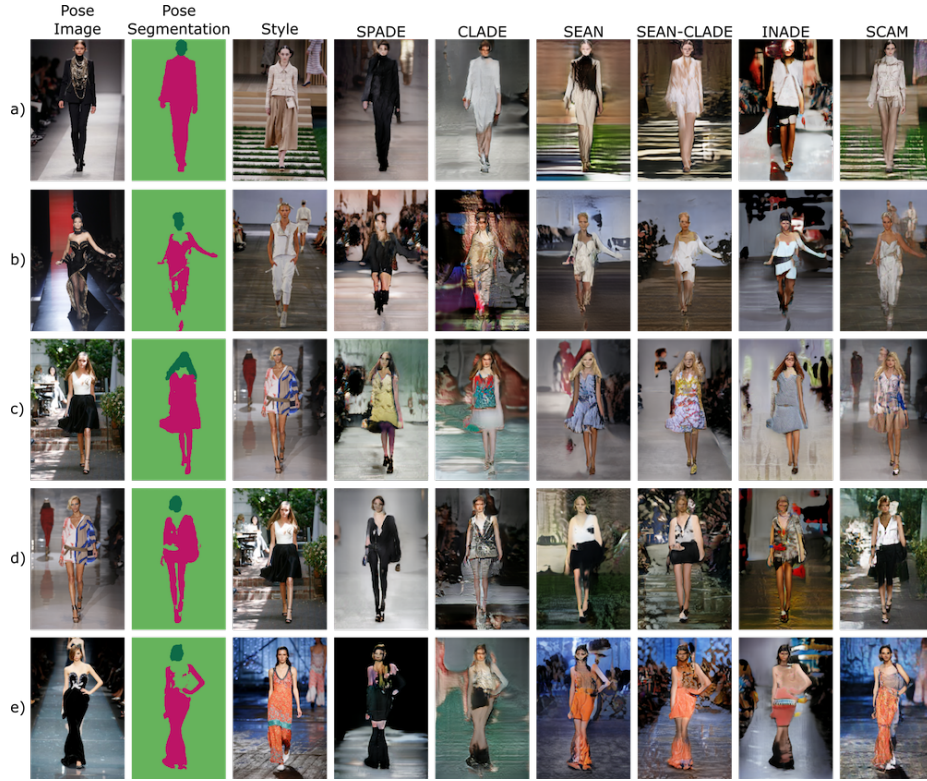 Pose Image
Pose Segmentation
Style
SPADE
CLADE
SEAN
SEAN-CLADE
INADE
SCAM
a)
b)
c)
d)
e)